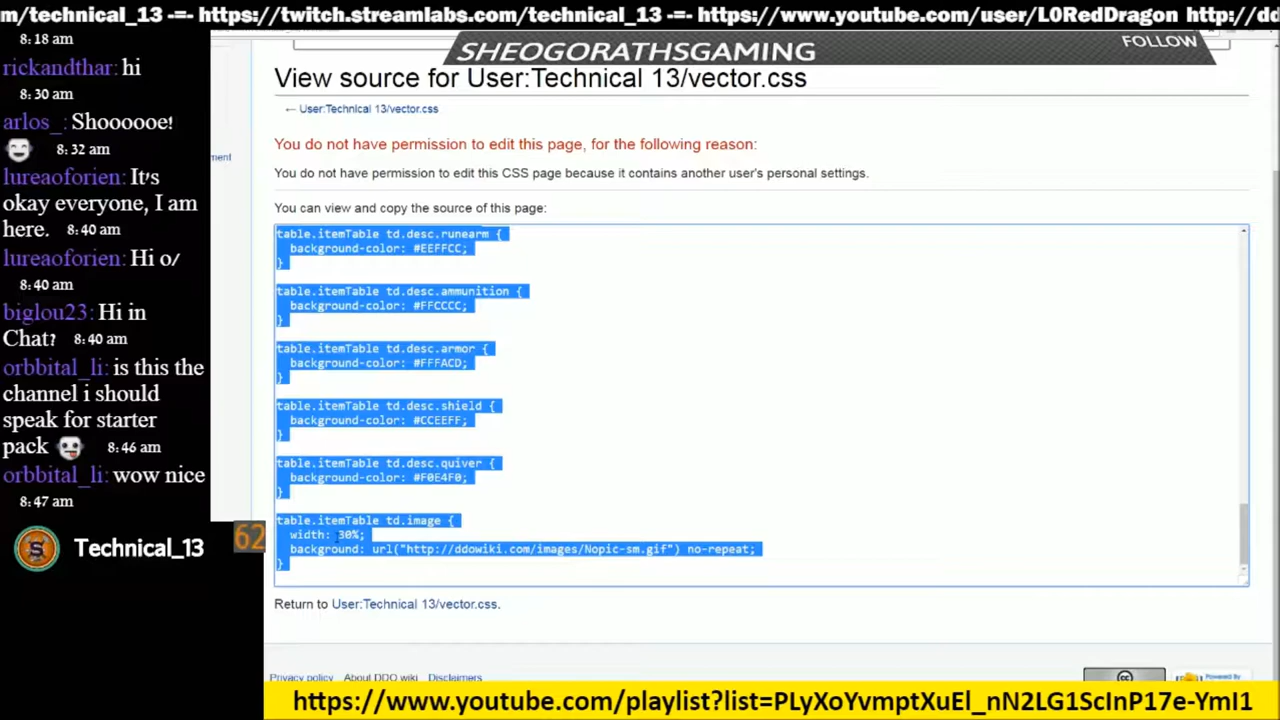 m/technical_13 -=- https://twitch.streamlabs.com/technical_13 -=- https://www.youtube.com/user/L0RedDragon http://dd
SHEOGORATHSGAMING
FOLLOW
8:18 am
rickandthar: hi
8:30 am
arlos_: Shoooooe!
8:32 am
lureaoforien: It's
okay everyone, I am
here. 8:40 am
lureaoforien: Hi o/
8:40 am
biglou23: Hi in
Chat? 8:40 am
orbbital_li: is this the
channel i should
speak for starter
pack 8:46 am
orbbital_li: wow nice
8:47 am
Technical_13
62
ment
View source for User:Technical 13/vector.css
← User:Technical 13/vector.css
You do not have permission to edit this page, for the following reason:
You do not have permission to edit this CSS page because it contains another user's personal settings.
You can view and copy the source of this page:
table.itemTable td.desc.runearm {
background-color: #EEFFCC;
}
table.itemTable td.desc.ammunition {
background-color: #FFCCCC;
}
table.itemTable td.desc.armor {
background-color: #FFFACD;
}
table.itemTable td.desc.shield {
background-color: #CCEEFF;
}
table.itemTable td.desc.quiver {
background-color: #F0E4F0;
}
table.itemTable td.image {
width: 30%;
background: url("http://ddowiki.com/images/Nopic-sm.gif") no-repeat;
}
Return to User:Technical 13/vector.css.
Privacy policy About DDO wiki Disclaimers
Powered By
https://www.youtube.com/playlist?list=PLyXoYvmptXuEl_nN2LG1ScInP17e-YmI1